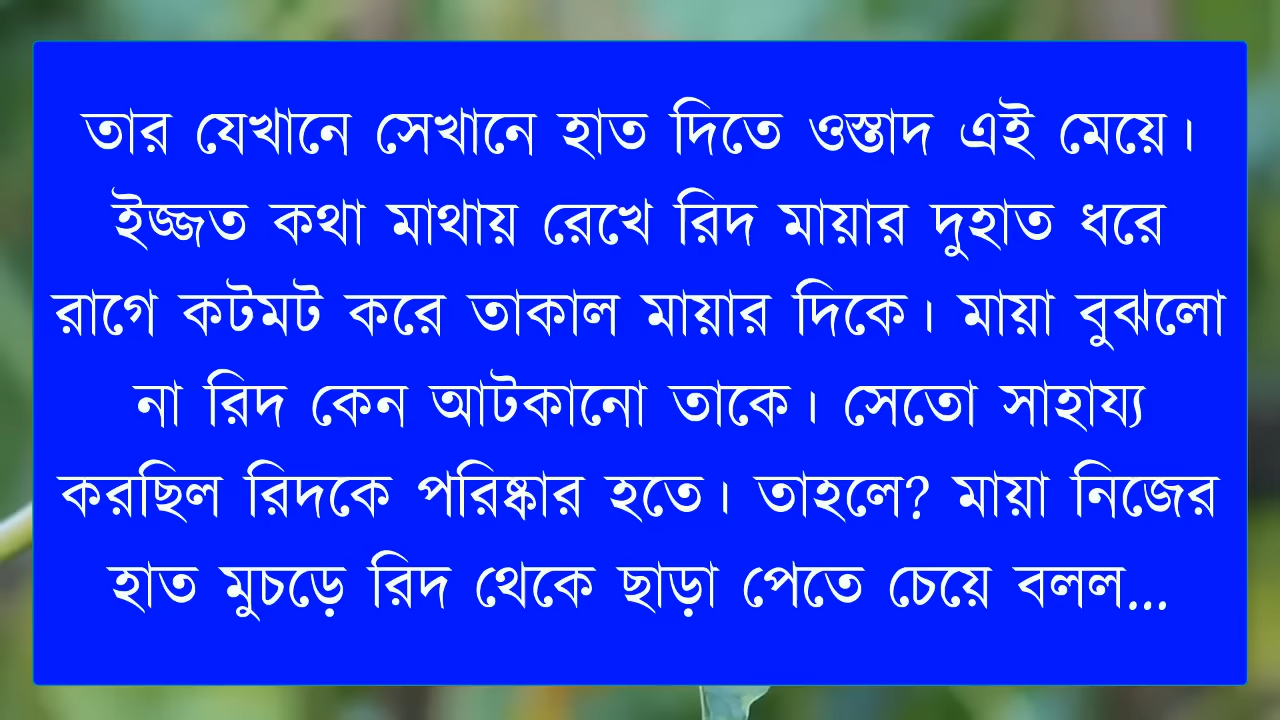 তার যেখানে সেখানে হাত দিতে ওস্তাদ এই মেয়ে।
ইজ্জত কথা মাথায় রেখে রিদ মায়ার দুহাত ধরে
রাগে কটমট করে তাকাল মায়ার দিকে। মায়া বুঝলো
না রিদ কেন আটকানো তাকে। সেতো সাহায্য
করছিল রিদকে পরিষ্কার হতে। তাহলে? মায়া নিজের
হাত মুচড়ে রিদ থেকে ছাড়া পেতে চেয়ে বলল...